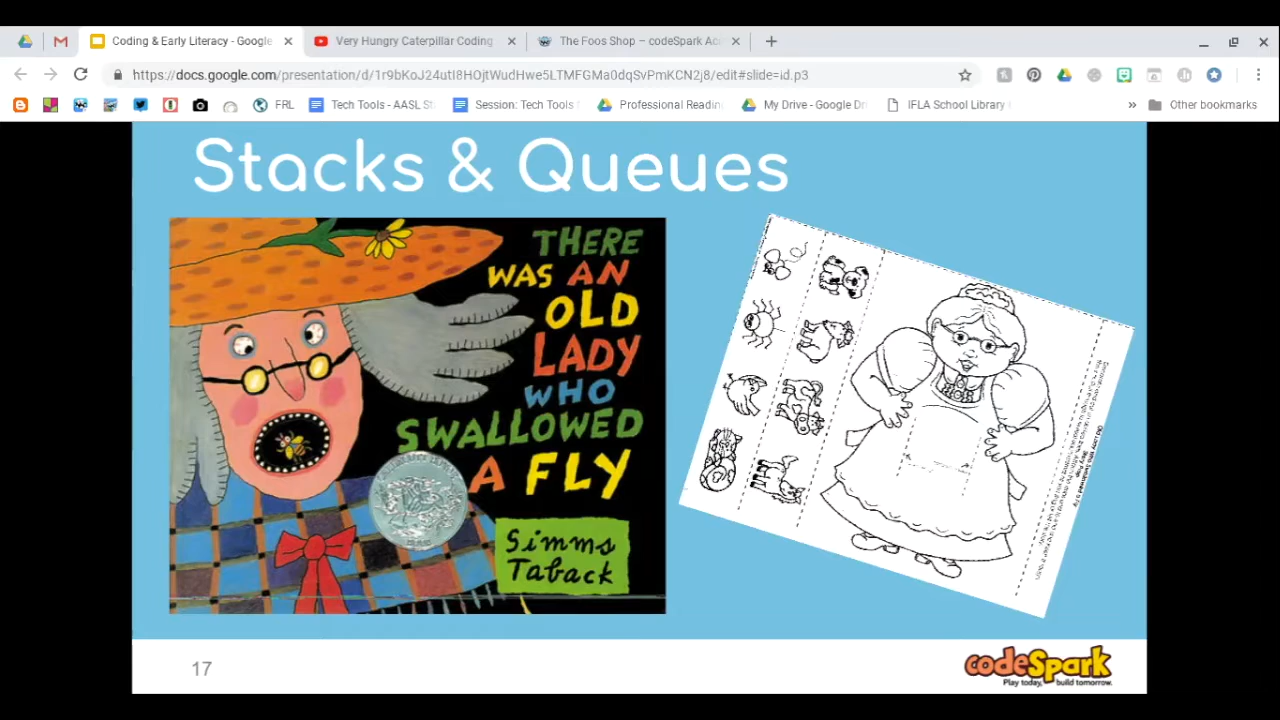 Coding & Early Literacy - Google
Very Hungry Caterpillar Coding
The Foos Shop – codeSpark Aca
https://docs.google.com/presentation/d/1r9bKoJ24utI8HOjtWudHwe5LTMFGMa0dqSvPmKCN2j8/edit#slide=id.p3
FRL
Tech Tools - AASL St
Session: Tech Tools f
Professional Readin
My Drive - Google Dr
IFLA School Library
Other bookmarks
Stacks & Queues
THERE
WAS AN
OLD
LADY
WHO
SWALLOWED
A FLY
Simms
Taback
17
codeSpark
Play today, build tomorrow.